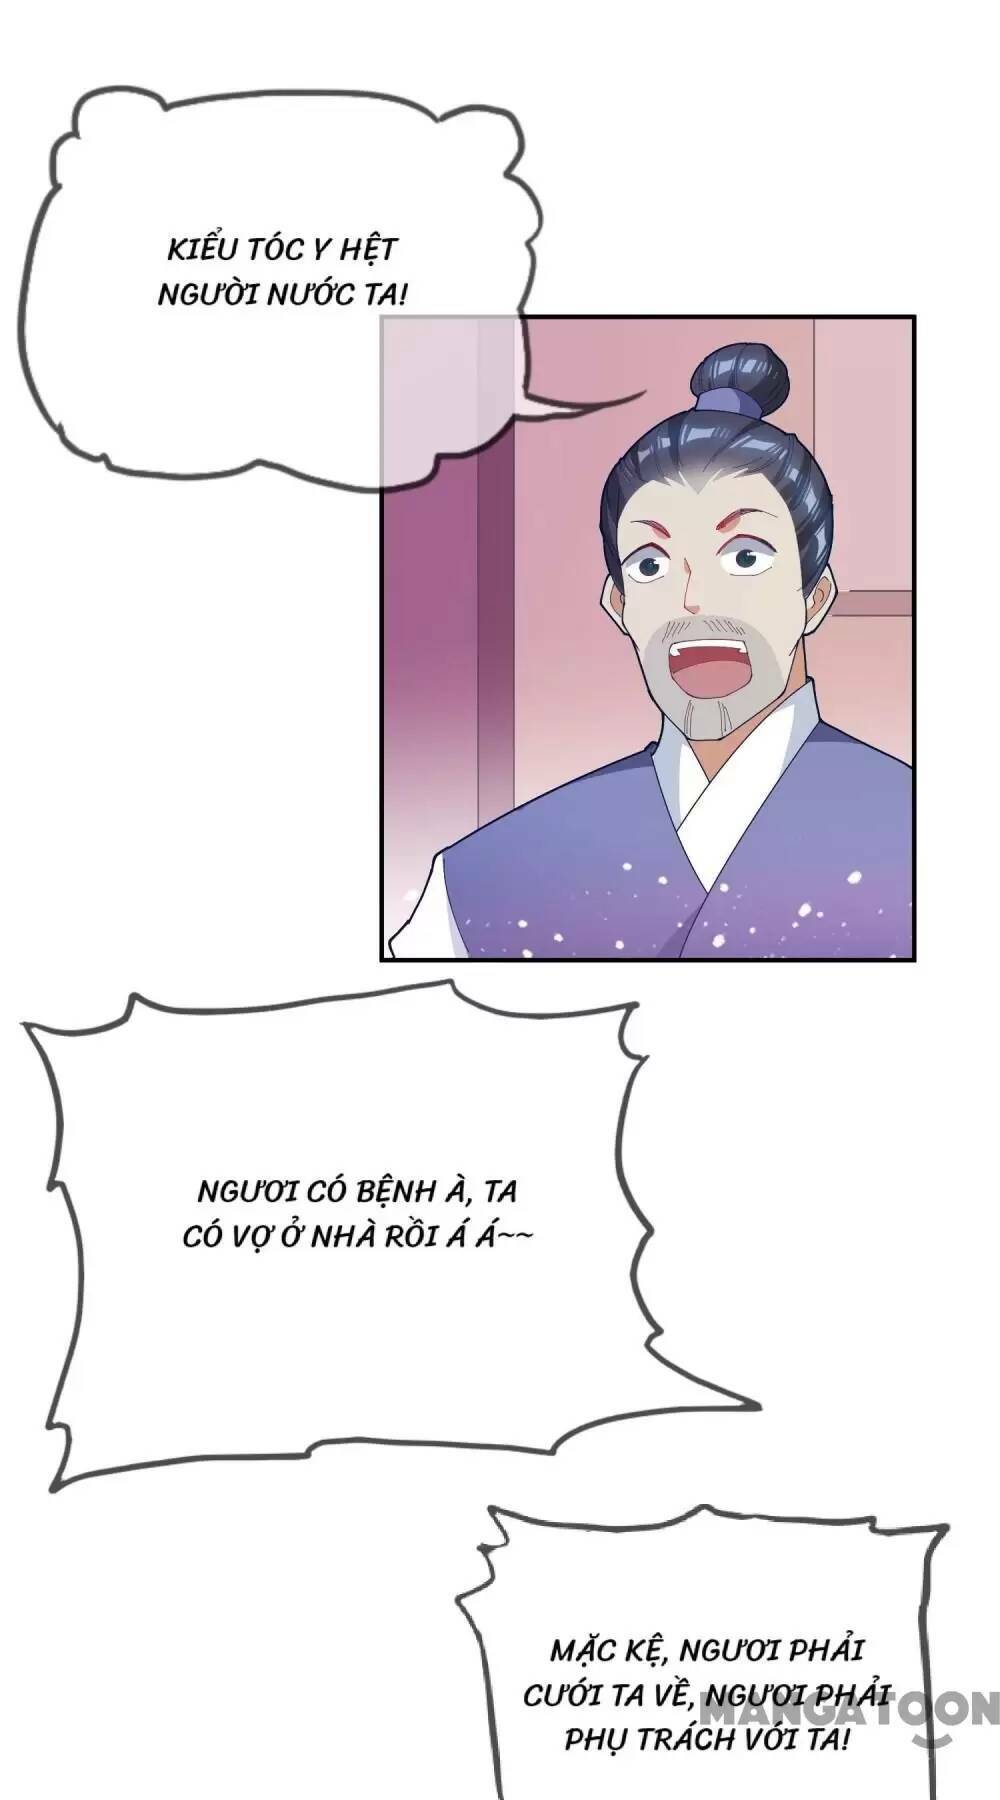 KIỂU TÓC Y HỆT
NGƯỜI NƯỚC TA!
NGƯƠI CÓ BỆNH À, TA
CÓ VỢ Ở NHÀ RỒI Á Á~~
MẶC KỆ, NGƯƠI PHẢI
CƯỚI TA VỀ, NGƯƠI PHẢI
MANGATOON
PHỤ TRÁCH VỚI TA!